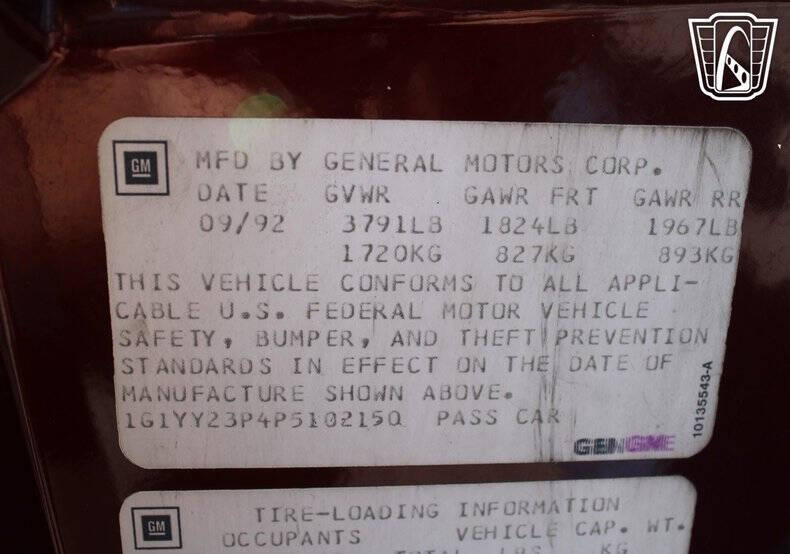 GM
MFD BY GENERAL MOTORS CORP.
DATE GVWR GAWR FRT GAWR RR
09/92 3791LB 1824LB 1967LB
1720KG 827KG 893KG
THIS VEHICLE CONFORMS TO ALL APPLI-
CABLE U.S. FEDERAL MOTOR VEHICLE
SAFETY, BUMPER, AND THEFT PREVENTION
STANDARDS IN EFFECT ON THE DATE OF
MANUFACTURE SHOWN ABOVE.
1G1YY23P4P5102150 PASS CAR
10135543-A
GM
TIRE-LOADING INFORMATION
OCCUPANTS VEHICLE CAP. WT.
TOTAL LBS KG